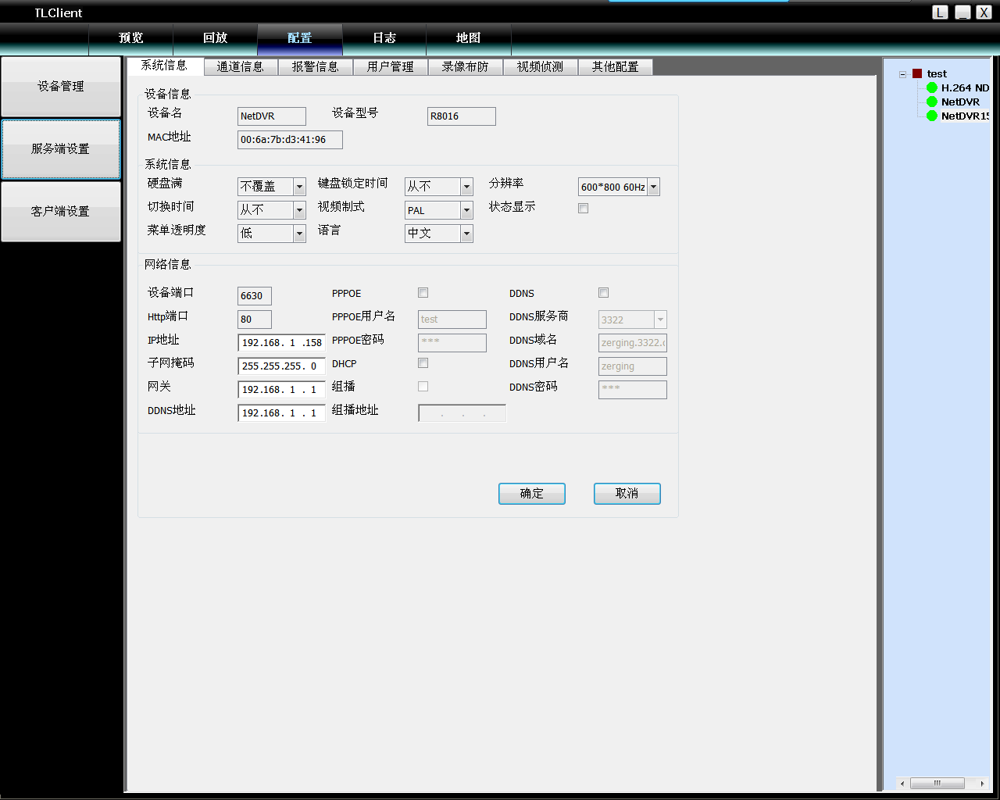 TLClient
L _ X
预览 回放 配置 日志 地图
设备管理
服务端设置
客户端设置
系统信息 通道信息 报警信息 用户管理 录像布防 视频侦测 其他配置
设备信息
设备名 NetDVR 设备型号 R8016
MAC地址 00:6a:7b:d3:41:96
系统信息
硬盘满 不覆盖 键盘锁定时间 从不 分辨率 600*800 60Hz
切换时间 从不 视频制式 PAL 状态显示
菜单透明度 低 语言 中文
网络信息
设备端口 6630 PPPOE DDNS
Http端口 80 PPPOE用户名 test DDNS服务商 3322
IP地址 192.168. 1 .158 PPPOE密码 *** DDNS域名 zerging.3322.
子网掩码 255.255.255. 0 DHCP DDNS用户名 zerging
网关 192.168. 1 . 1 组播 DDNS密码 ***
DDNS地址 192.168. 1 . 1 组播地址 . . .
确定 取消
test
H.264 ND
NetDVR
NetDVR15